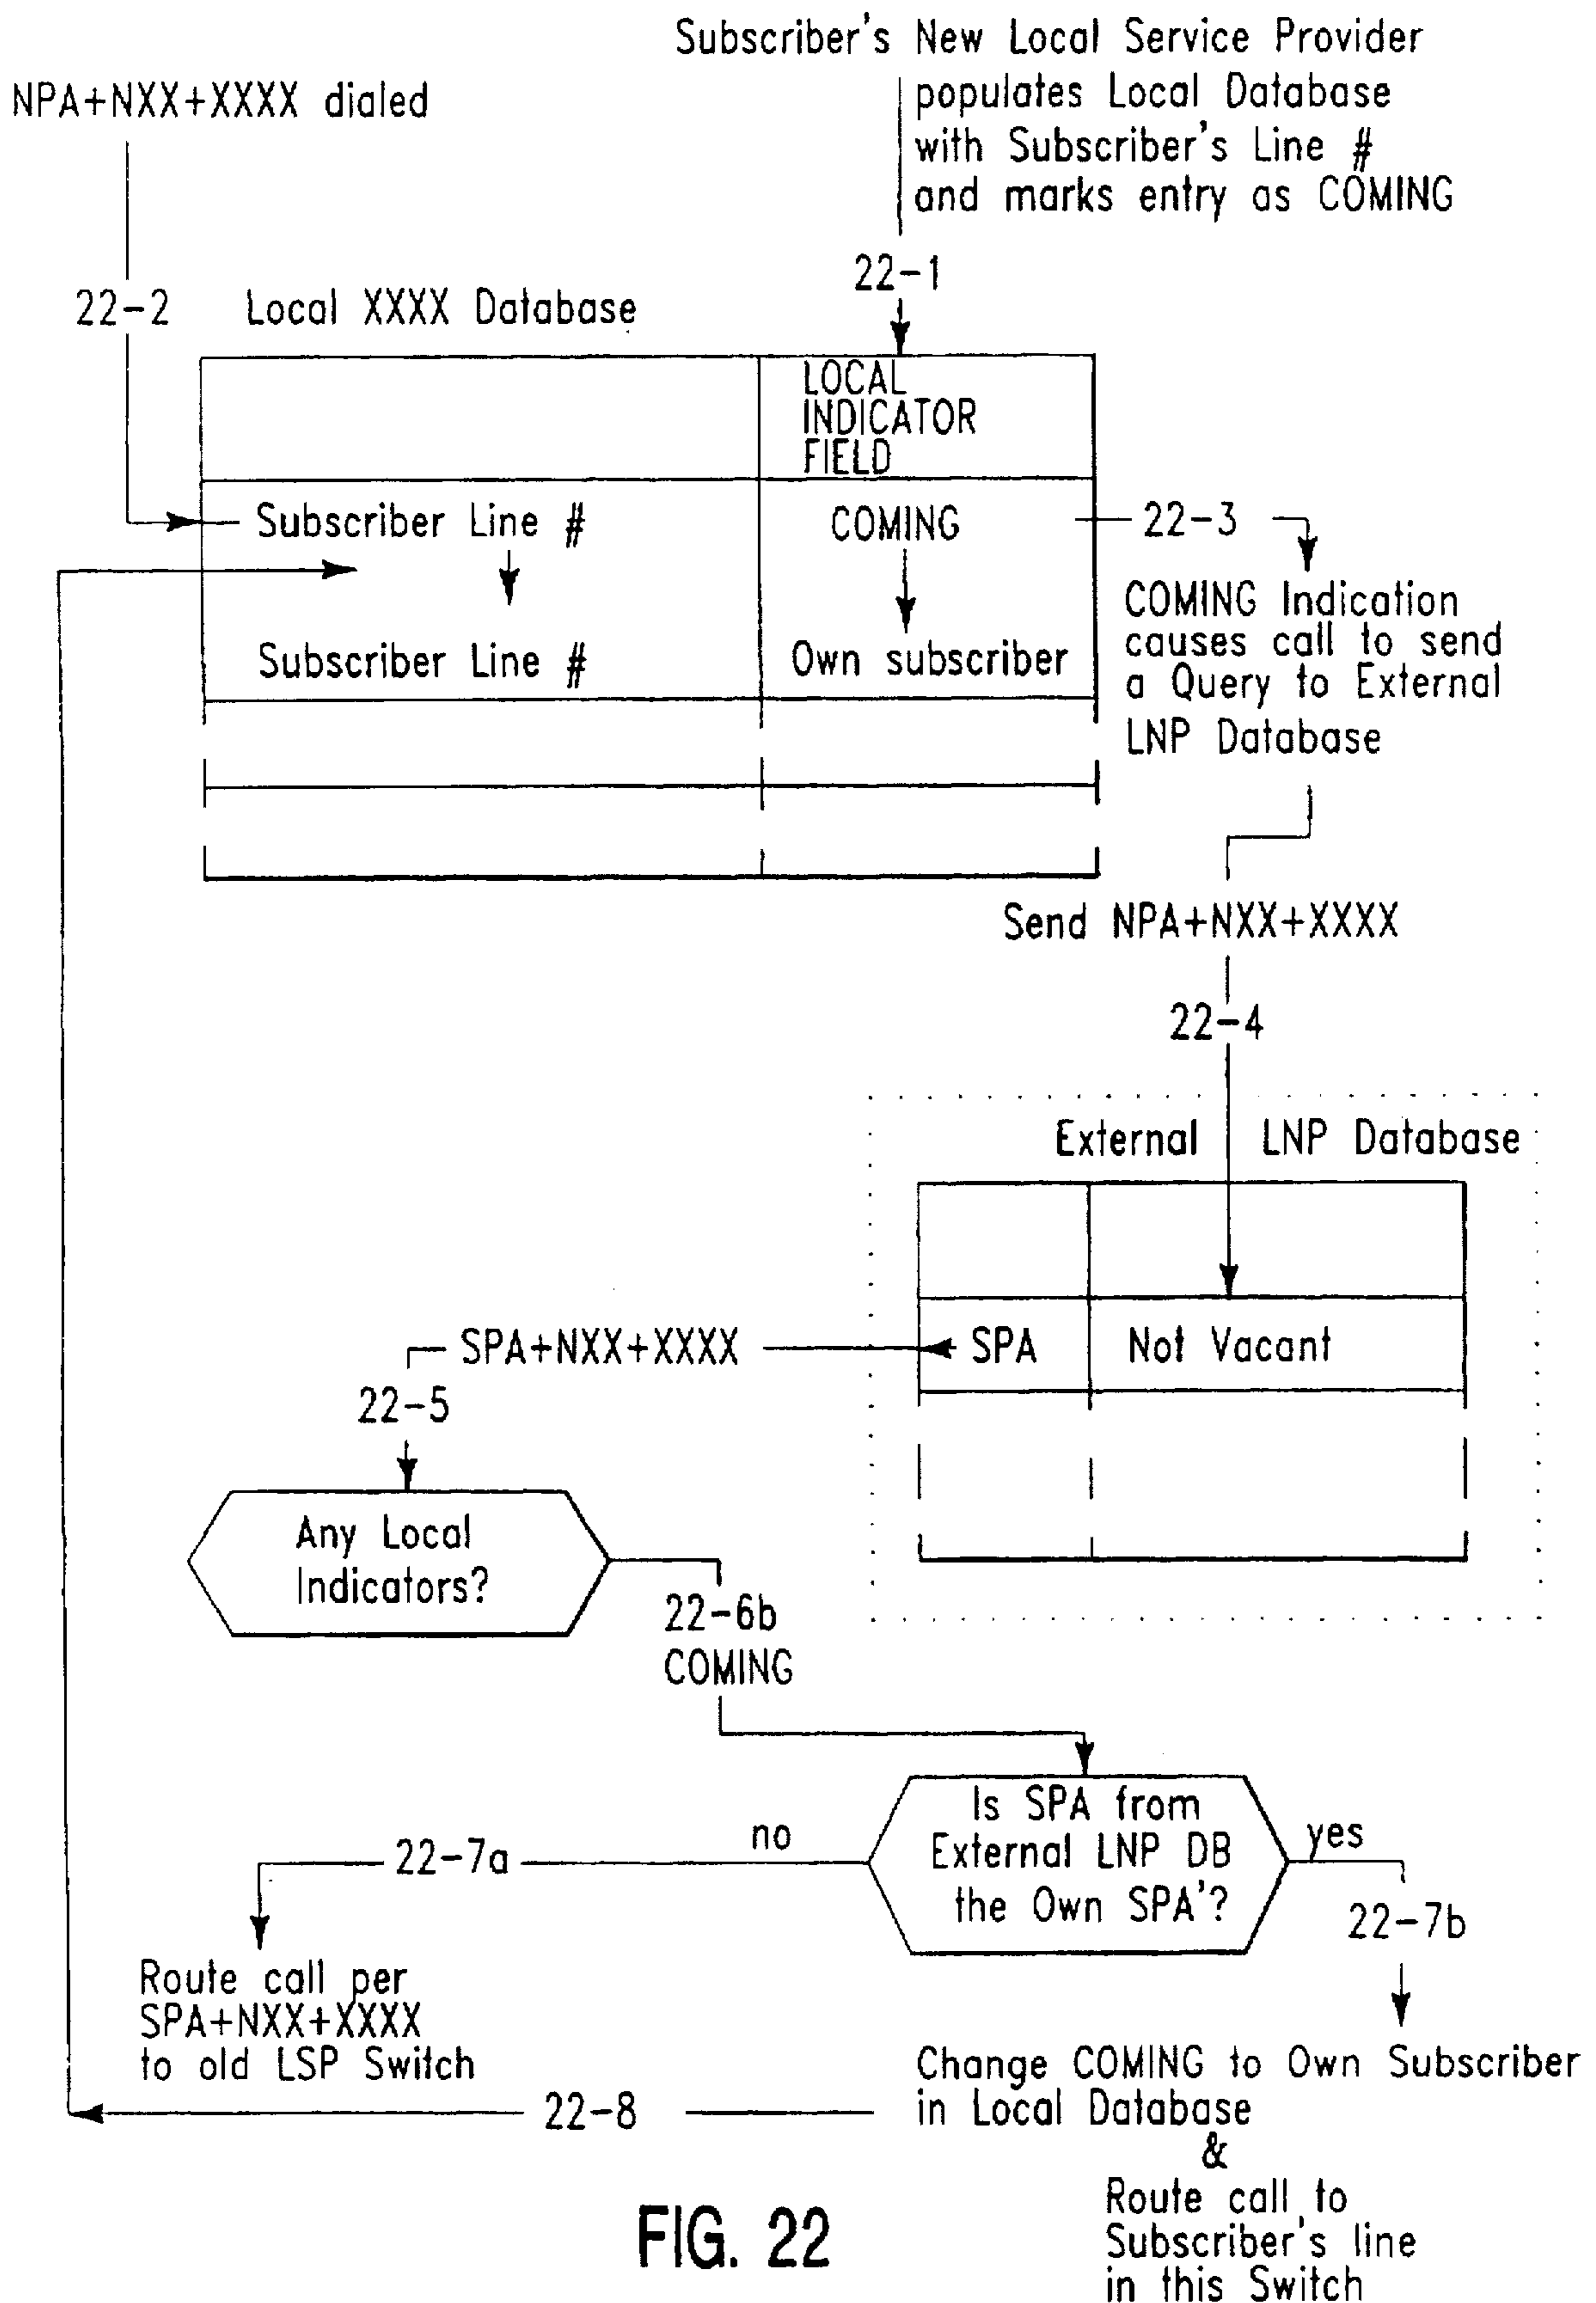 Subscriber's New Local Service Provider
populates Local Database
with Subscriber's Line #
and marks entry as COMING
NPA+NXX+XXXX dialed
22-1
22-2
Local XXXX Database
LOCAL
INDICATOR
FIELD
Subscriber Line #
COMING
22-3
Subscriber Line #
Own subscriber
COMING Indication
causes call to send
a Query to External
LNP Database
Send NPA+NXX+XXXX
22-4
External LNP Database
SPA
Not Vacant
SPA+NXX+XXXX
22-5
Any Local
Indicators?
22-6b
COMING
Is SPA from
External LNP DB
the Own SPA'?
no
yes
22-7a
22-7b
Route call per
SPA+NXX+XXXX
to old LSP Switch
Change COMING to Own Subscriber
in Local Database
&
Route call to
Subscriber's line
in this Switch
22-8
FIG. 22